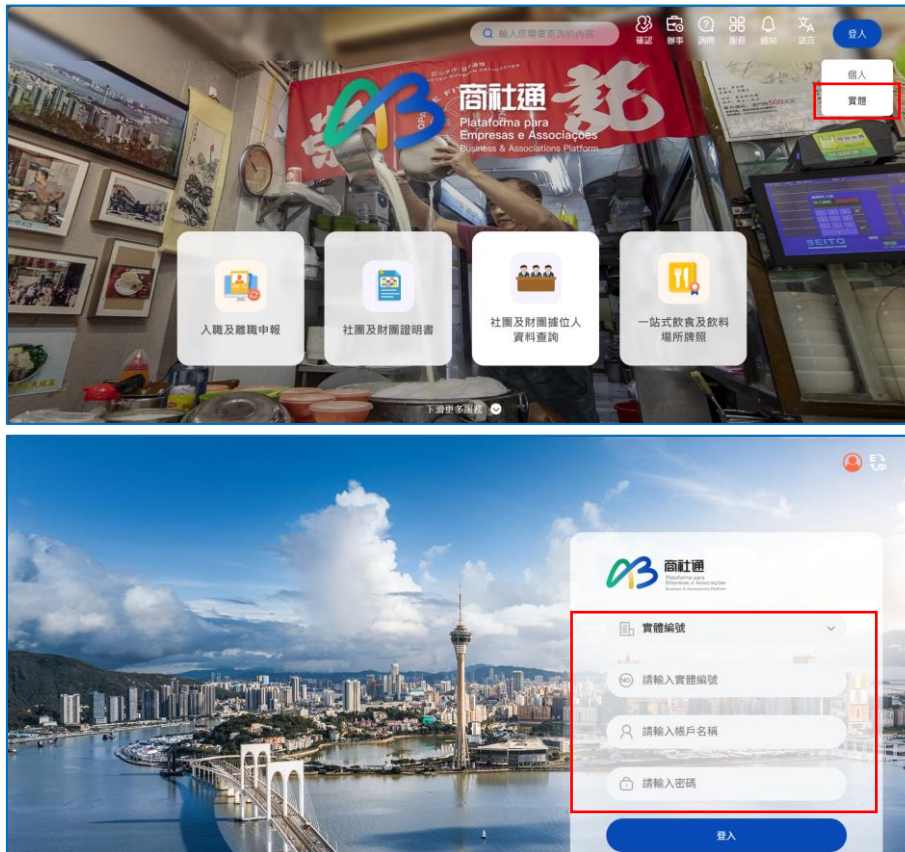 輸入您需要查詢的內容
確認 辦事 詢問 服務 通知 語言 登入
個人
實體
商社通
Plataforma para
Empresas e Associações
Business & Associations Platform
SEITO
入職及離職申報
社團及財團證明書
社團及財團據位人
資料查詢
一站式飲食及飲料
場所牌照
下滑更多服務
商社通
Plataforma para
Empresas e Associações
Business & Associations Platform
實體編號
NO.
請輸入實體編號
請輸入帳戶名稱
請輸入密碼
登入